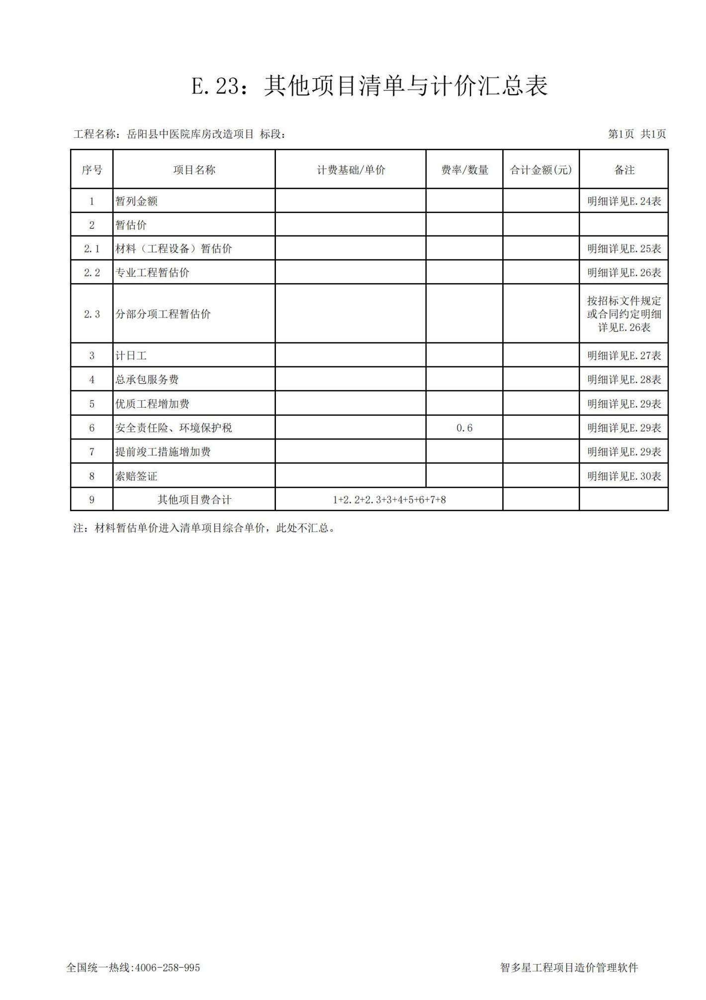 E.23：其他项目清单与计价汇总表
工程名称：岳阳县中医院库房改造项目 标段： 第1页 共1页
序号 项目名称 计费基础/单价 费率/数量 合计金额(元) 备注
1 暂列金额 明细详见E.24表
2 暂估价
2.1 材料（工程设备）暂估价 明细详见E.25表
2.2 专业工程暂估价 明细详见E.26表
2.3 分部分项工程暂估价 按招标文件规定
或合同约定明细
详见E.26表
3 计日工 明细详见E.27表
4 总承包服务费 明细详见E.28表
5 优质工程增加费 明细详见E.29表
6 安全责任险、环境保护税 0.6 明细详见E.29表
7 提前竣工措施增加费 明细详见E.29表
8 索赔签证 明细详见E.30表
9 其他项目费合计 1+2.2+2.3+3+4+5+6+7+8
注：材料暂估单价进入清单项目综合单价，此处不汇总。
全国统一热线:4006-258-995 智多星工程项目造价管理软件